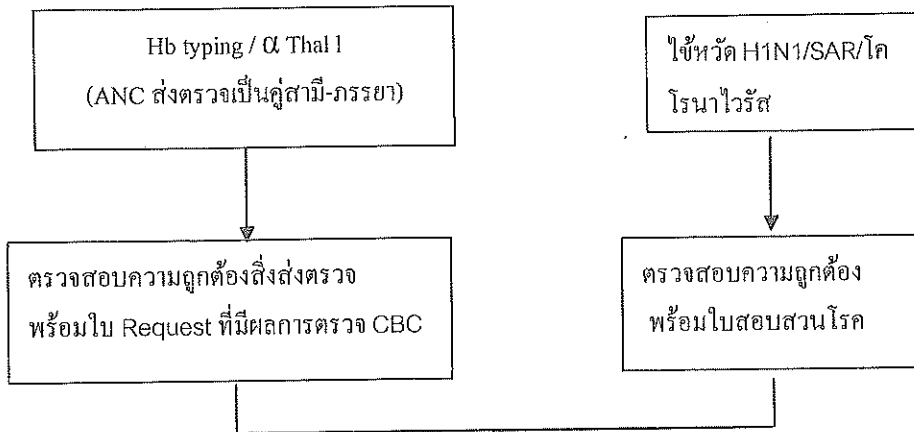 Hb typing / α Thal 1
(ANC ส่งตรวจเป็นคู่สามี-ภรรยา)
ไข้หวัด H1N1/SAR/โค
โรนาไวรัส
ตรวจสอบความถูกต้องสิ่งส่งตรวจ
พร้อมใบ Request ที่มีผลการตรวจ CBC
ตรวจสอบความถูกต้อง
พร้อมใบสอบสวนโรค